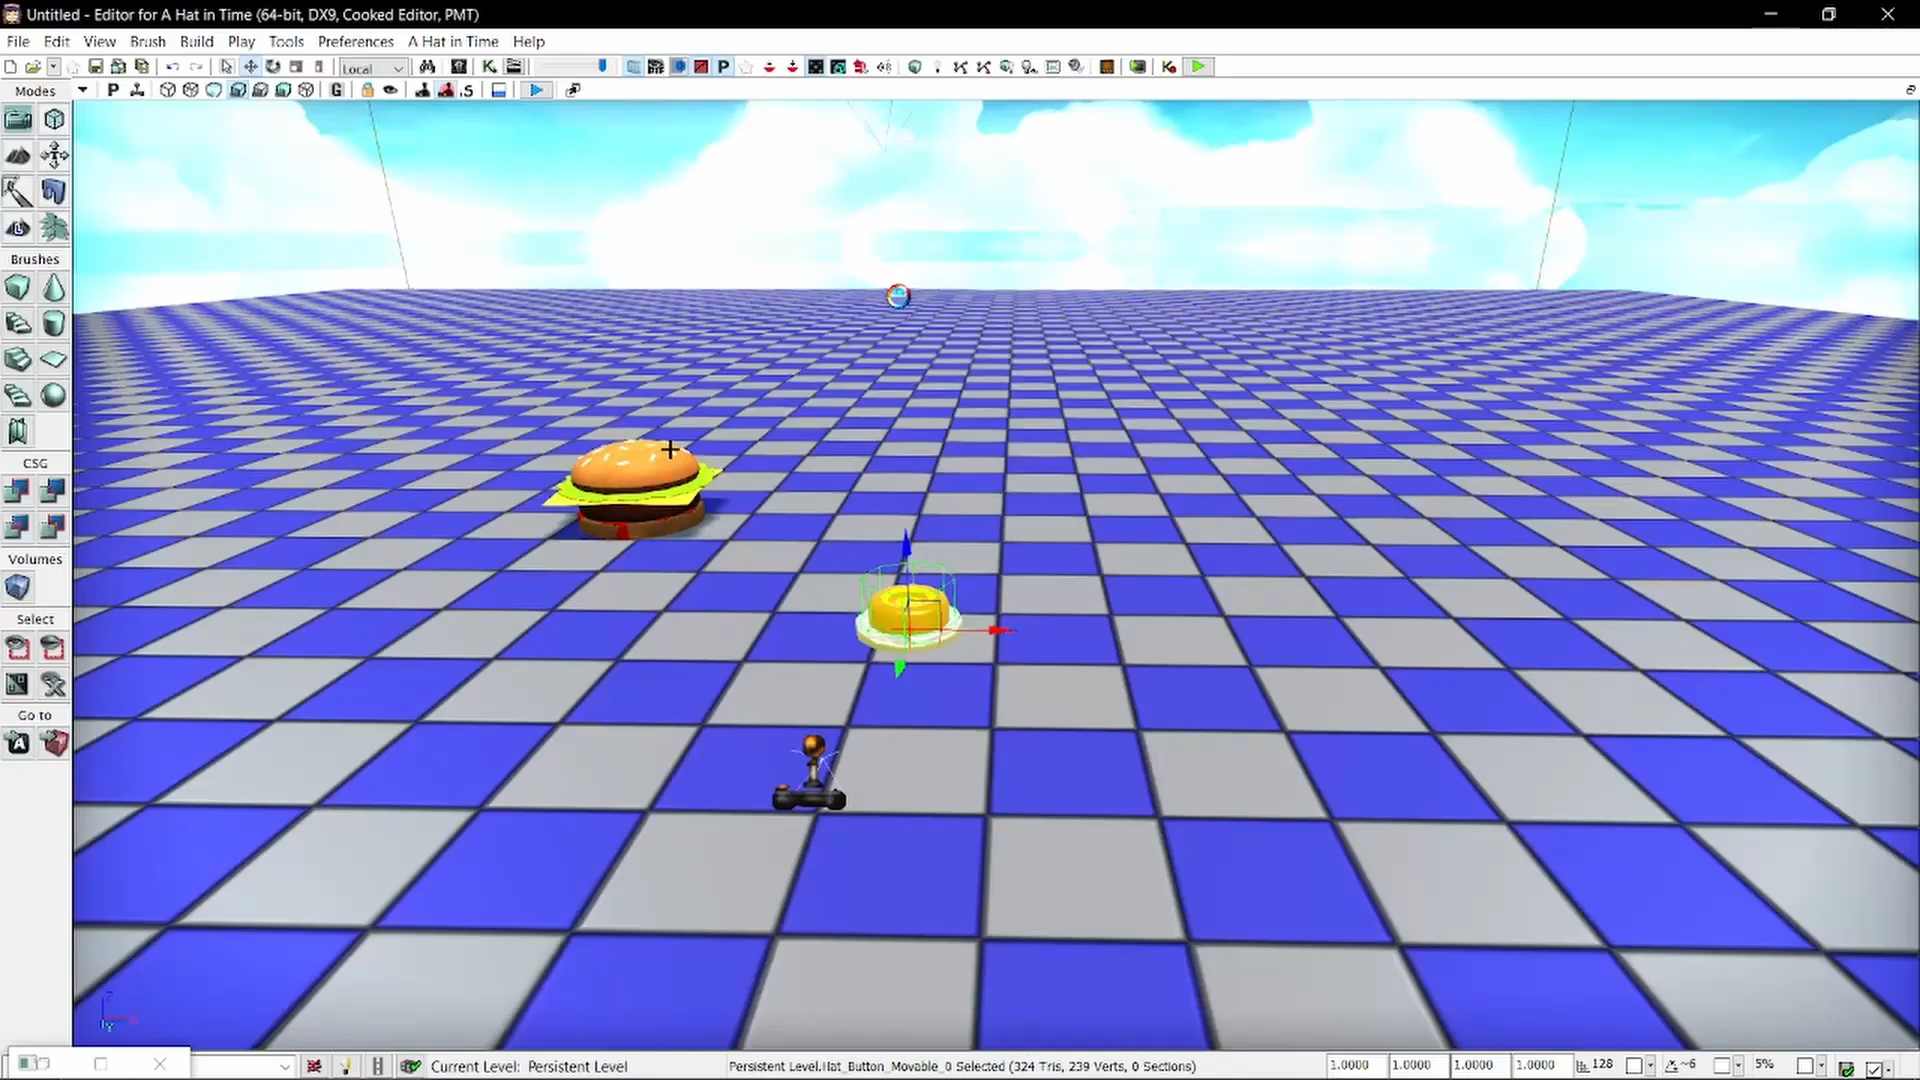 Untitled - Editor for A Hat in Time (64-bit, DX9, Cooked Editor, PMT)
File Edit View Brush Build Play Tools Preferences A Hat in Time Help
Local
P
Modes
P
G
.5
Brushes
CSG
Volumes
Select
Go to
A
Current Level: Persistent Level
Persistent Level.Hat_Button_Movable_0 Selected (324 Tris, 239 Verts, 0 Sections)
1.0000 1.0000 1.0000 1.0000 128 ~6 5%